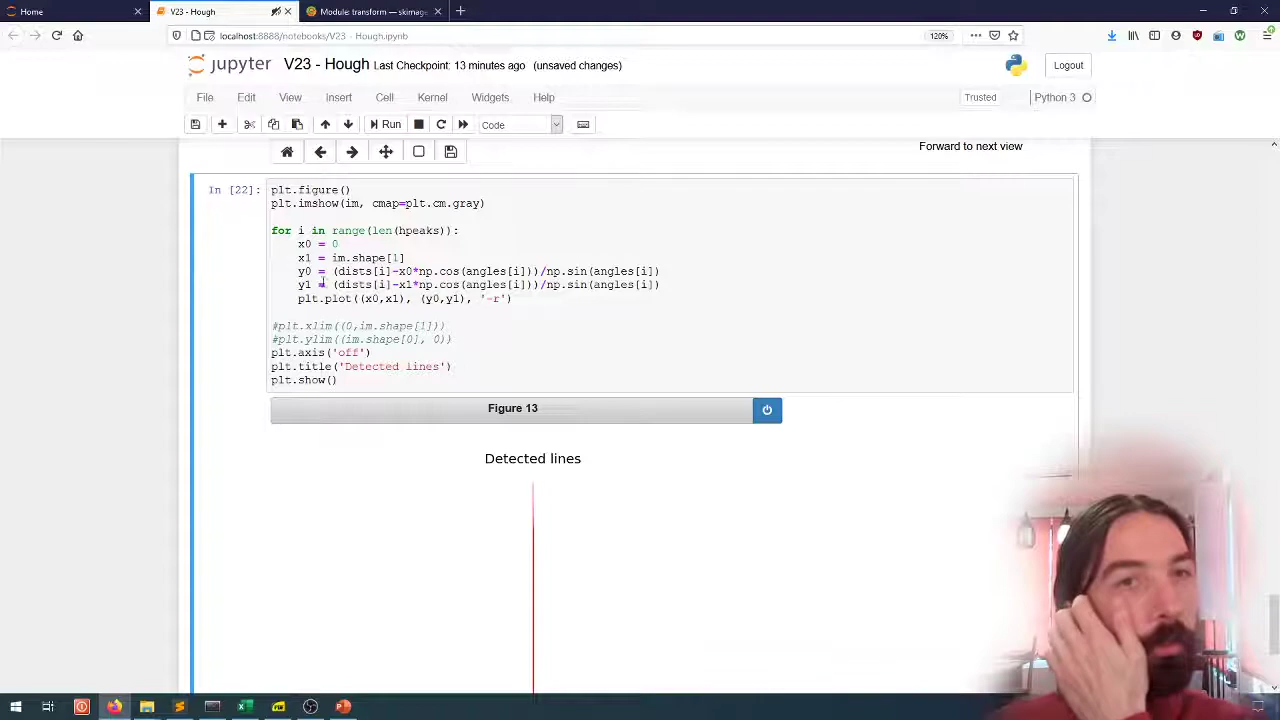 Home
V23 - Hough
Module: transform — skimage
localhost:8888/notebooks/V23 - Hough.ipynb
120%
jupyter V23 - Hough Last Checkpoint: 13 minutes ago (unsaved changes)
Logout
File Edit View Insert Cell Kernel Widgets Help
Trusted
Python 3
Run
Code
Forward to next view
In [22]:
plt.figure()
plt.imshow(im, cmap=plt.cm.gray)
for i in range(len(hpeaks)):
x0 = 0
x1 = im.shape[1]
y0 = (dists[i]-x0*np.cos(angles[i]))/np.sin(angles[i])
y1 = (dists[i]-x1*np.cos(angles[i]))/np.sin(angles[i])
plt.plot((x0,x1), (y0,y1), '-r')
#plt.xlim((0,im.shape[1]))
#plt.ylim((im.shape[0], 0))
plt.axis('off')
plt.title('Detected lines')
plt.show()
Figure 13
Detected lines